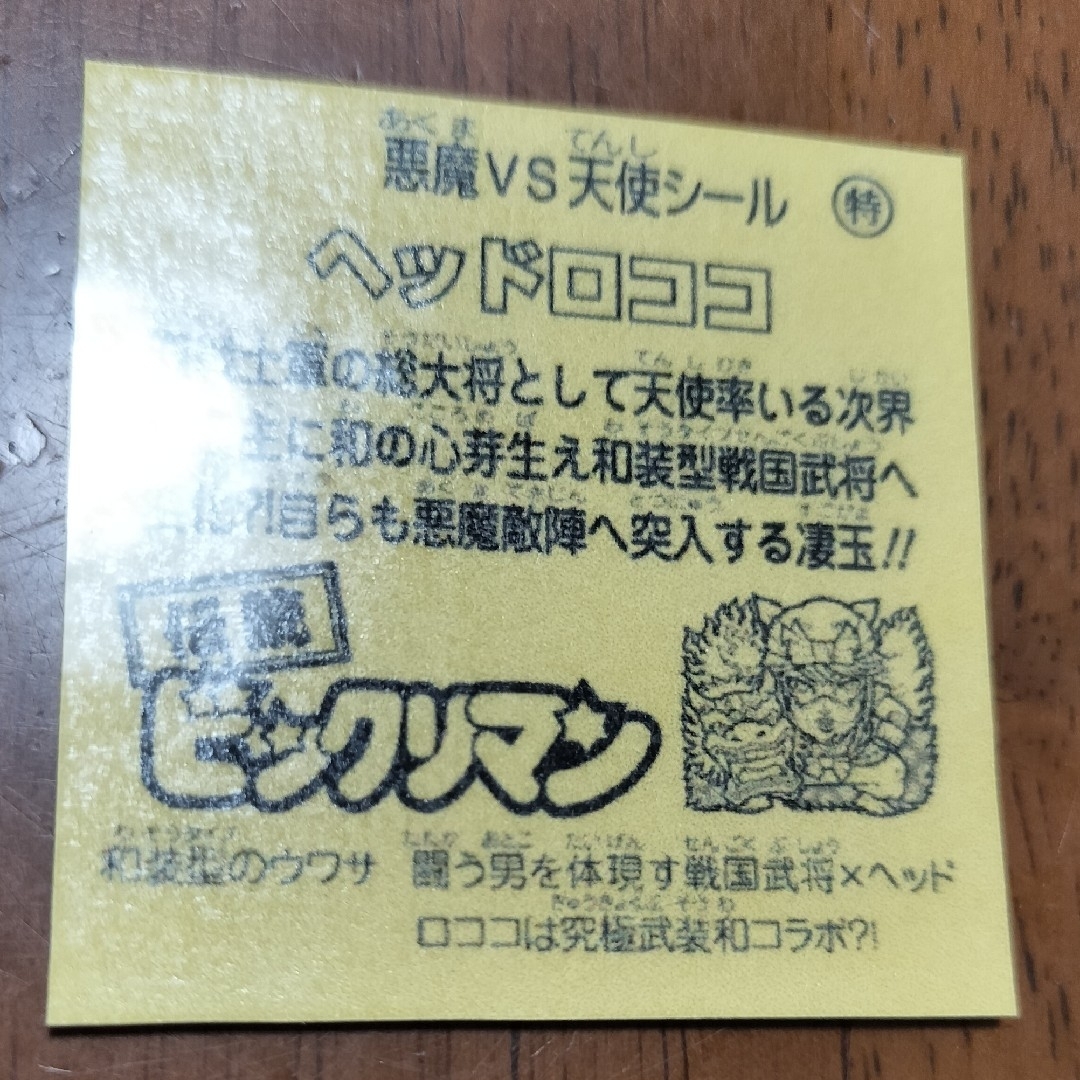 悪魔VS天使シール 特
ヘッドロココ
の総大将として天使率いる次界
主に和の心芽生え和装型戦国武将へ
自らも悪魔敵陣へ突入する凄玉!!
ビックリマン
和装型のウワサ 闘う男を体現す戦国武将×ヘッド
ロココは究極武装和コラボ?!